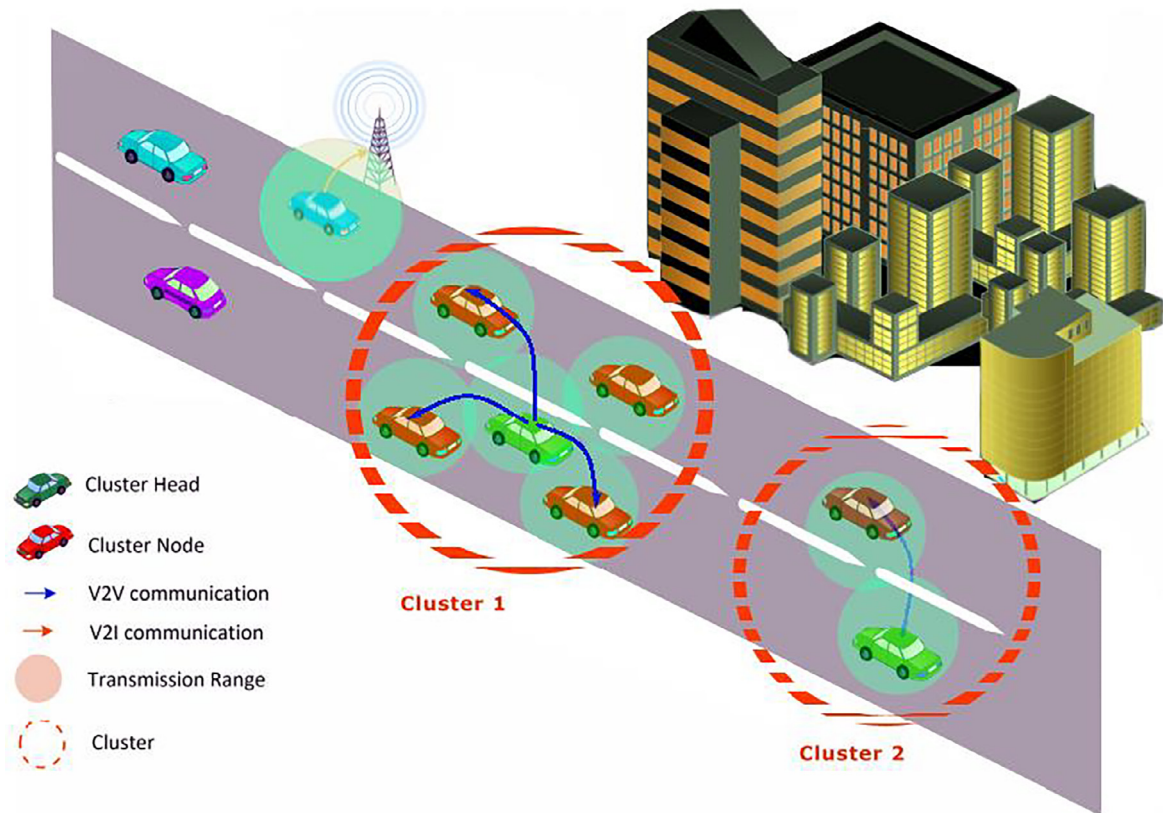 Cluster 1
Cluster 2
Cluster Head
Cluster Node
V2V communication
V2I communication
Transmission Range
Cluster